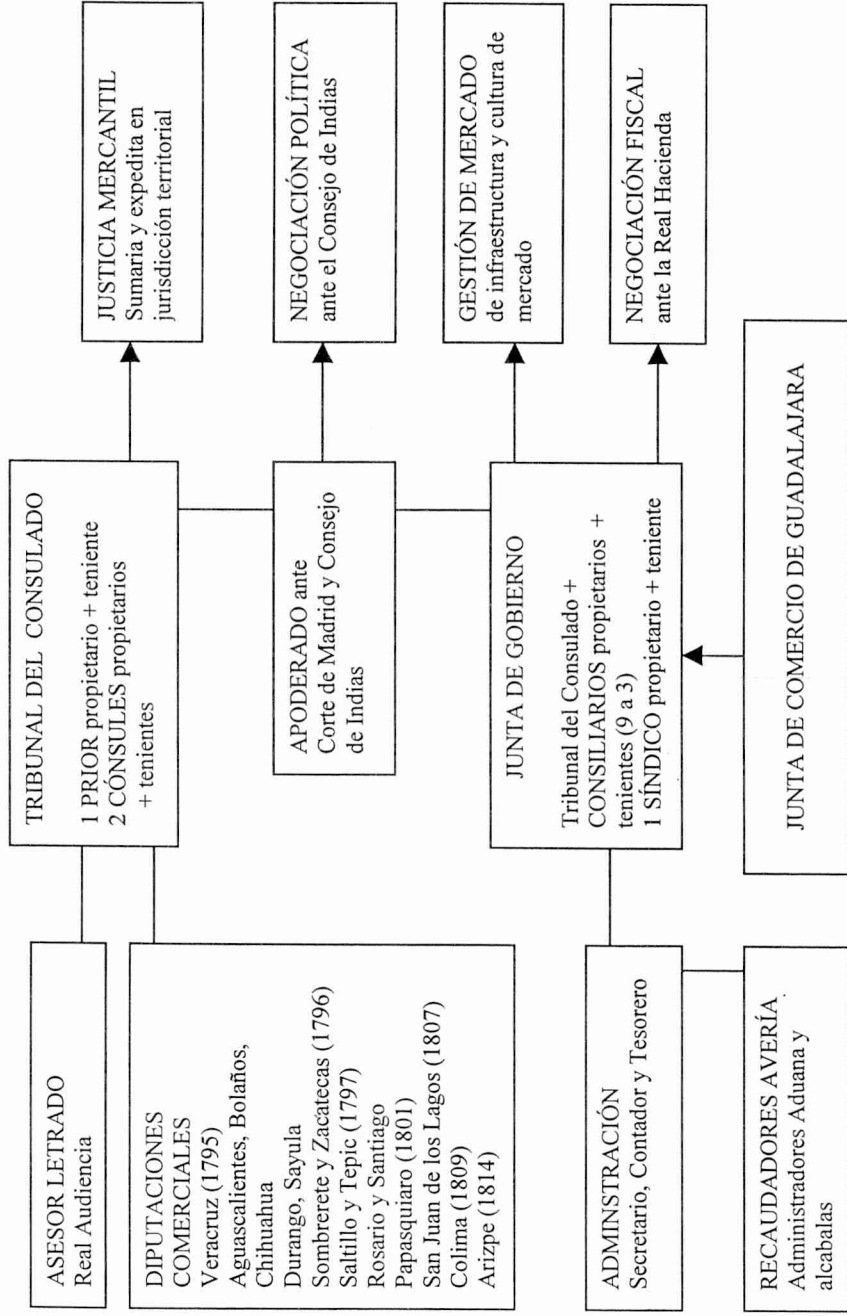 ASESOR LETRADO
Real Audiencia
DIPUTACIONES
COMERCIALES
Veracruz (1795)
Aguascalientes, Bolaños,
Chihuahua
Durango, Sayula
Sombrerete y Zacatecas (1796)
Saltillo y Tepic (1797)
Rosario y Santiago
Papasquiaro (1801)
San Juan de los Lagos (1807)
Colima (1809)
Arizpe (1814)
ADMINSTRACIÓN
Secretario, Contador y Tesorero
RECAUDADORES AVERÍA
Administradores Aduana y
alcabalas
TRIBUNAL DEL CONSULADO
1 PRIOR propietario + teniente
2 CÓNSULES propietarios
+ tenientes
APODERADO ante
Corte de Madrid y Consejo
de Indias
JUNTA DE GOBIERNO
Tribunal del Consulado +
CONSILIARIOS propietarios +
tenientes (9 a 3)
1 SÍNDICO propietario + teniente
JUNTA DE COMERCIO DE GUADALAJARA
JUSTICIA MERCANTIL
Sumaria y expedita en
jurisdicción territorial
NEGOCIACIÓN POLÍTICA
ante el Consejo de Indias
GESTIÓN DE MERCADO
de infraestructura y cultura de
mercado
NEGOCIACIÓN FISCAL
ante la Real Hacienda